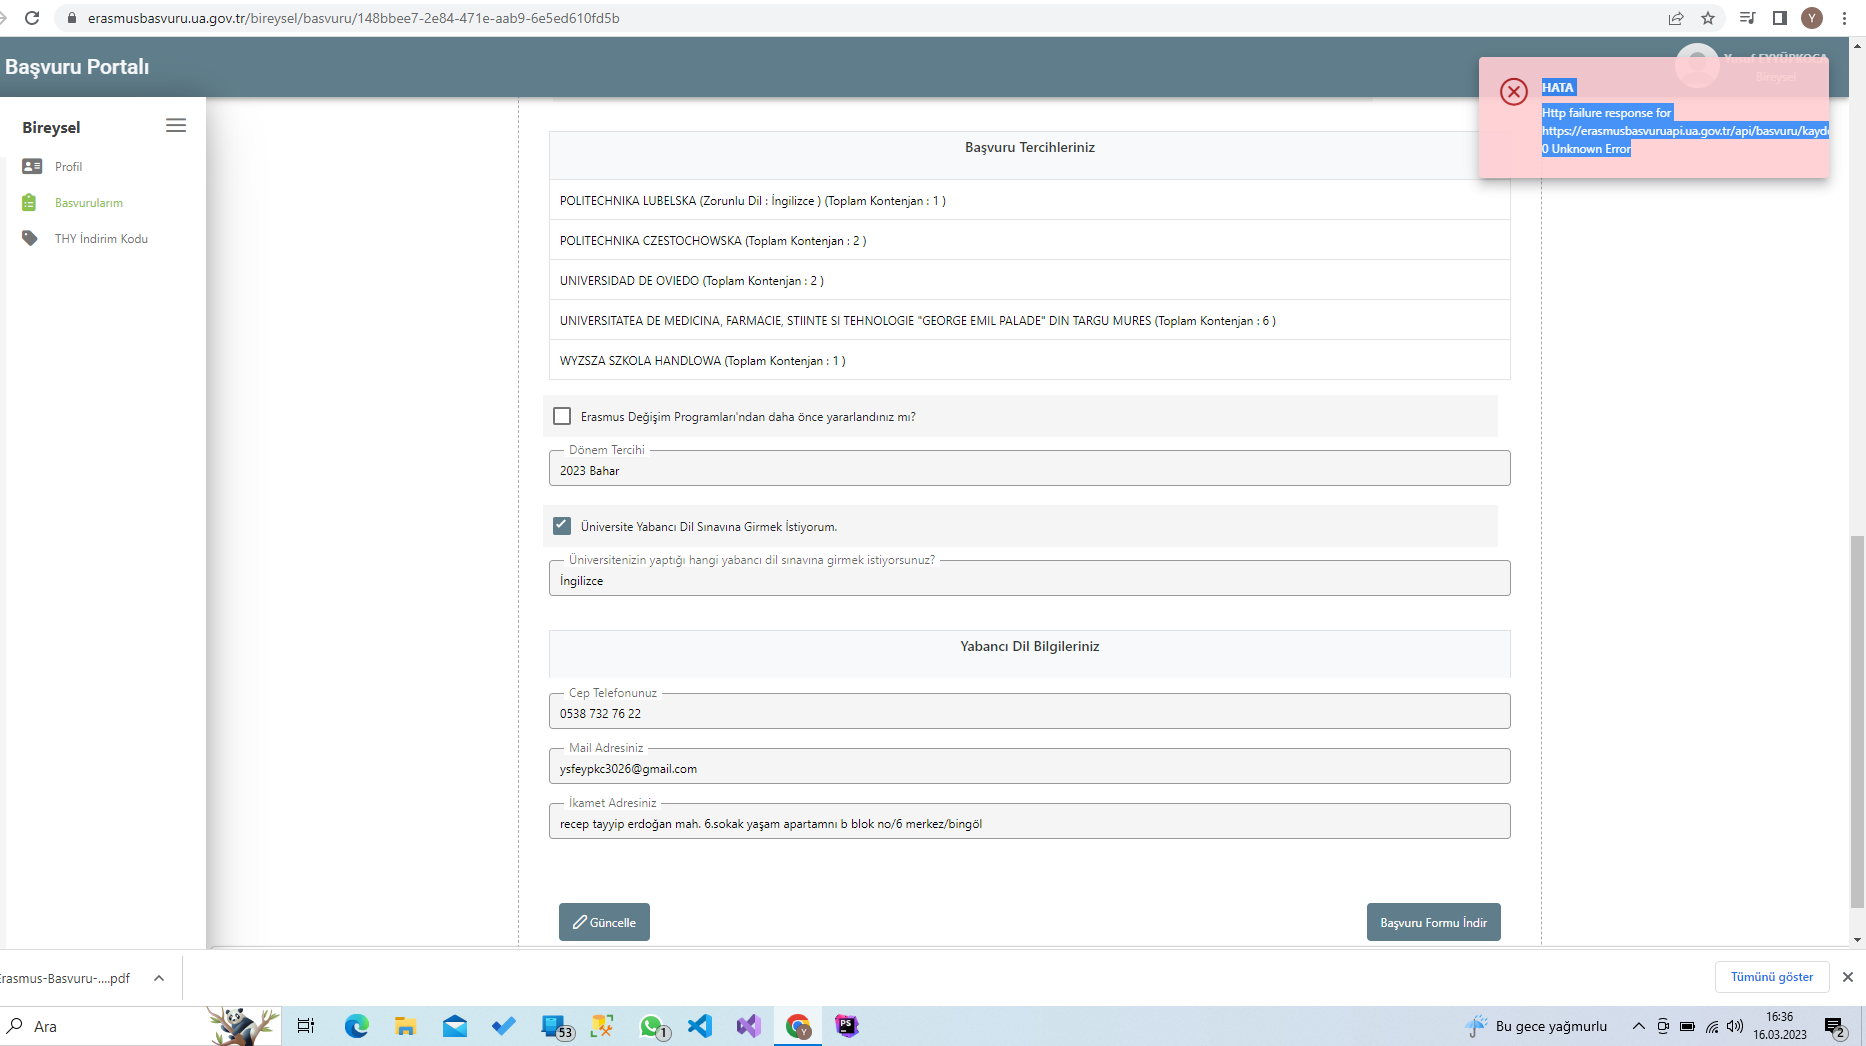 erasmusbasvuru.ua.gov.tr/bireysel/basvuru/148bbee7-2e84-471e-aab9-6e5ed610fd5b
Y
Başvuru Portalı
Yusuf EYYÜPKOCA
Bireysel
HATA
Http failure response for
https://erasmusbasvuruapi.ua.gov.tr/api/basvuru/kayd
0 Unknown Error
Bireysel
Profil
Basvurularım
THY İndirim Kodu
Başvuru Tercihleriniz
POLITECHNIKA LUBELSKA (Zorunlu Dil : İngilizce ) (Toplam Kontenjan : 1 )
POLITECHNIKA CZESTOCHOWSKA (Toplam Kontenjan : 2 )
UNIVERSIDAD DE OVIEDO (Toplam Kontenjan : 2 )
UNIVERSITATEA DE MEDICINA, FARMACIE, STIINTE SI TEHNOLOGIE "GEORGE EMIL PALADE" DIN TARGU MURES (Toplam Kontenjan : 6 )
WYZSZA SZKOLA HANDLOWA (Toplam Kontenjan : 1 )
Erasmus Değişim Programları'ndan daha önce yararlandınız mı?
Dönem Tercihi
2023 Bahar
Üniversite Yabancı Dil Sınavına Girmek İstiyorum.
Üniversitenizin yaptığı hangi yabancı dil sınavına girmek istiyorsunuz?
İngilizce
Yabancı Dil Bilgileriniz
Cep Telefonunuz
0538 732 76 22
Mail Adresiniz
ysfeypkc3026@gmail.com
İkamet Adresiniz
recep tayyip erdoğan mah. 6.sokak yaşam apartamnı b blok no/6 merkez/bingöl
Güncelle
Başvuru Formu İndir
Erasmus-Basvuru-....pdf
Tümünü göster
Ara
53
1
Y
PS
Bu gece yağmurlu
16:36
16.03.2023
2